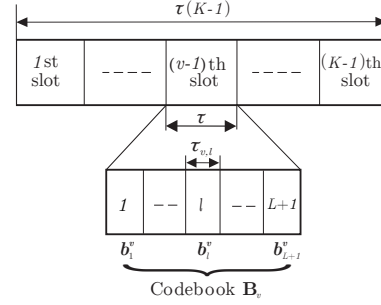 τ(K-1)
1st slot ---- (v-1)th slot ---- (K-1)th slot
τ
τ_{v,l}
1 -- l -- L+1
b_1^v b_l^v b_{L+1}^v
Codebook B_v